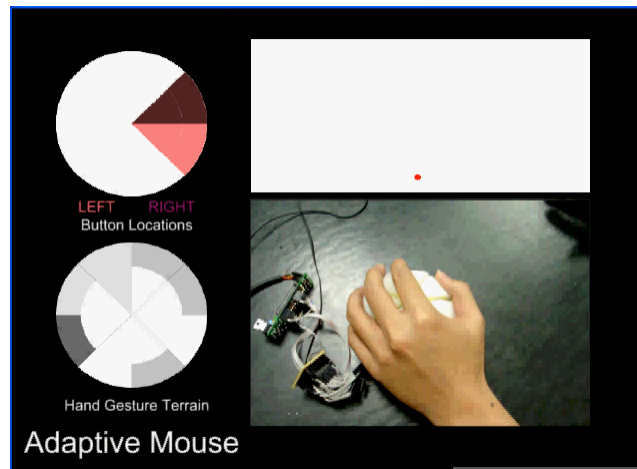 LEFT RIGHT
Button Locations
Hand Gesture Terrain
Adaptive Mouse